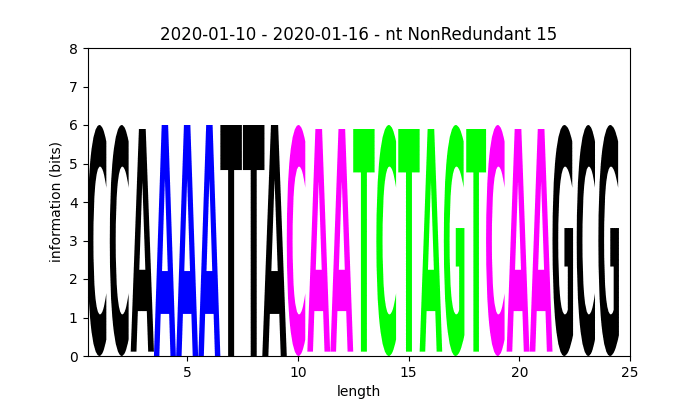 2020-01-10 - 2020-01-16 - nt NonRedundant 15
8
7
6
5
4
3
2
1
0
information (bits)
CCAAAATTACAATCTAGTCAAGCG
5 10 15 20 25
length